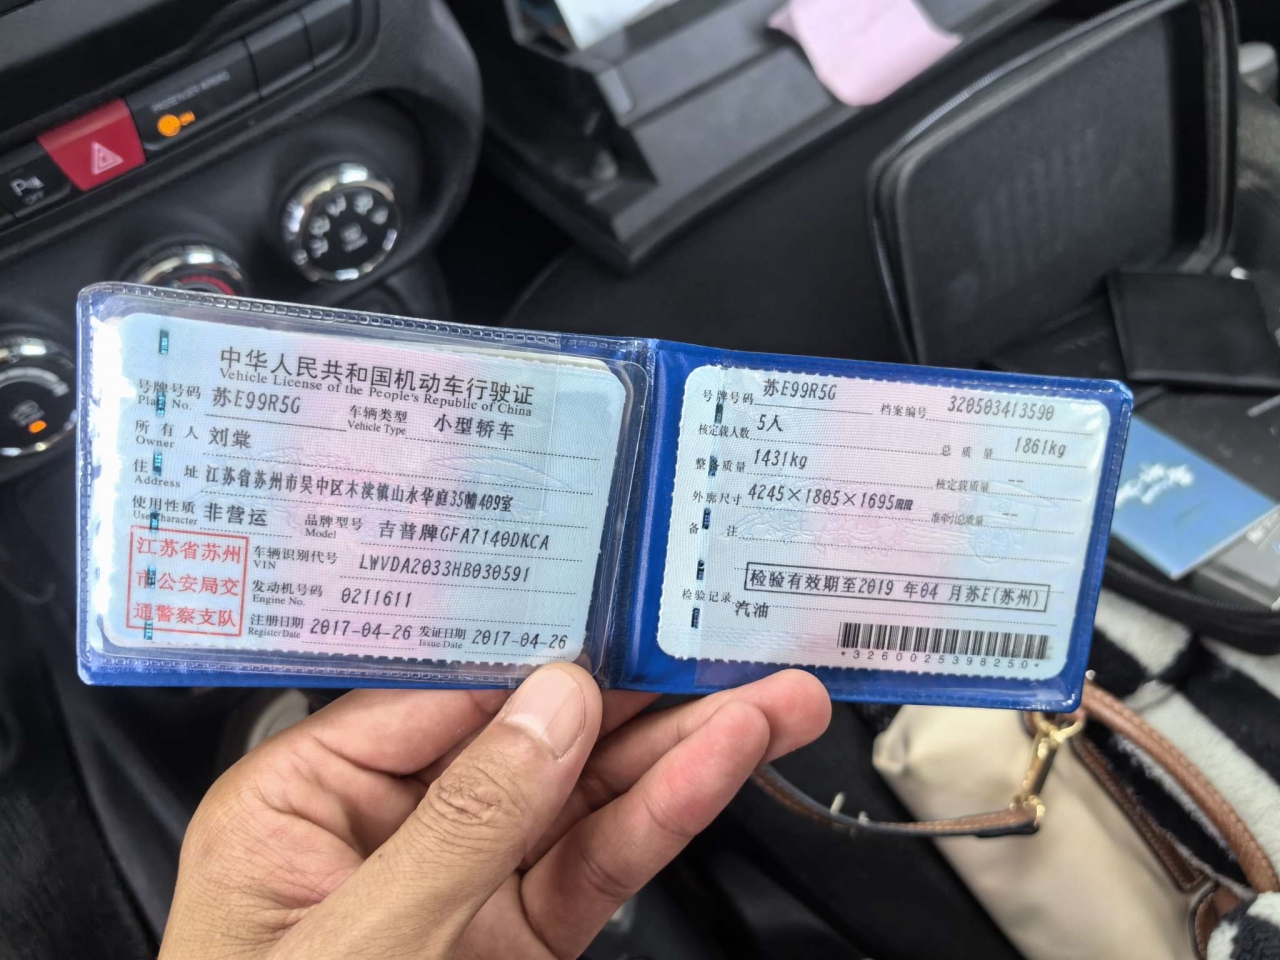 中华人民共和国机动车行驶证
Vehicle License of the People's Republic of China
号牌号码 苏E99R5G 车辆类型 小型轿车
Plate No. Vehicle Type
所有人 刘棠
Owner
住址 江苏省苏州市吴中区木渎镇山水华庭35幢409室
Address
使用性质 非营运 品牌型号 吉普牌GFA7140DKCA
Use Character Model
江苏省苏州
市公安局交
通警察支队
车辆识别代号 LWVDA2033HB030591
VIN
发动机号码 0211611
Engine No.
注册日期 2017-04-26 发证日期 2017-04-26
Register Date Issue Date
号牌号码 苏E99R5G 档案编号 320503413590
核定载人数 5人 总质量 1861kg
整备质量 1431kg 核定载质量 --
外廓尺寸 4245×1805×1695mm 准牵引总质量 --
备注
检验有效期至2019 年04 月苏E(苏州)
检验记录 汽油
*3260025398250*
PASSENGER AIRBAG